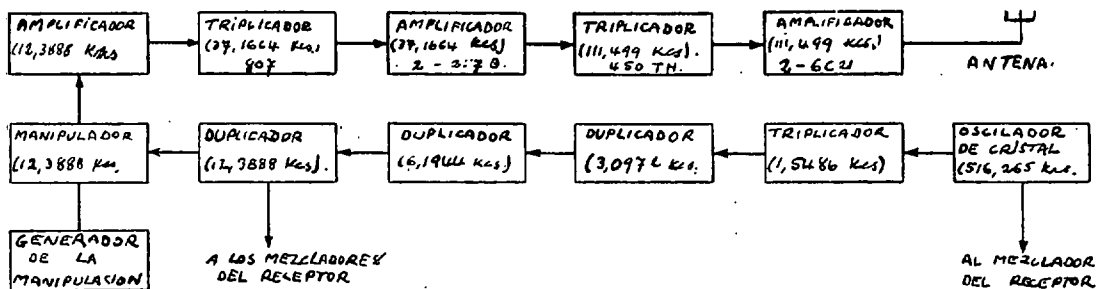 AMPLIFICADOR
(12,3888 Kcs
TRIPLICADOR
(37,1664 Kcs)
807
AMPLIFICADOR
(37,1664 Kcs)
TRIPLICADOR
(111,499 Kcs).
450 TH.
AMPLIFICADOR
(111,499 Kcs)
2-6C21
ANTENA.
MANIPULADOR
(12,3888 Kcs.
DUPLICADOR
(12,3888 Kcs).
DUPLICADOR
(6,1944 Kcs)
DUPLICADOR
(3,0972 Kcs.
TRIPLICADOR
(1,5486 Kcs)
OSCILADOR
DE CRISTAL
(516,265 Kcs.
GENERADOR
DE LA
MANIPULACION
A LOS MEZCLADORES
DEL RECEPTOR
AL MEZCLADOR
DEL RECEPTOR